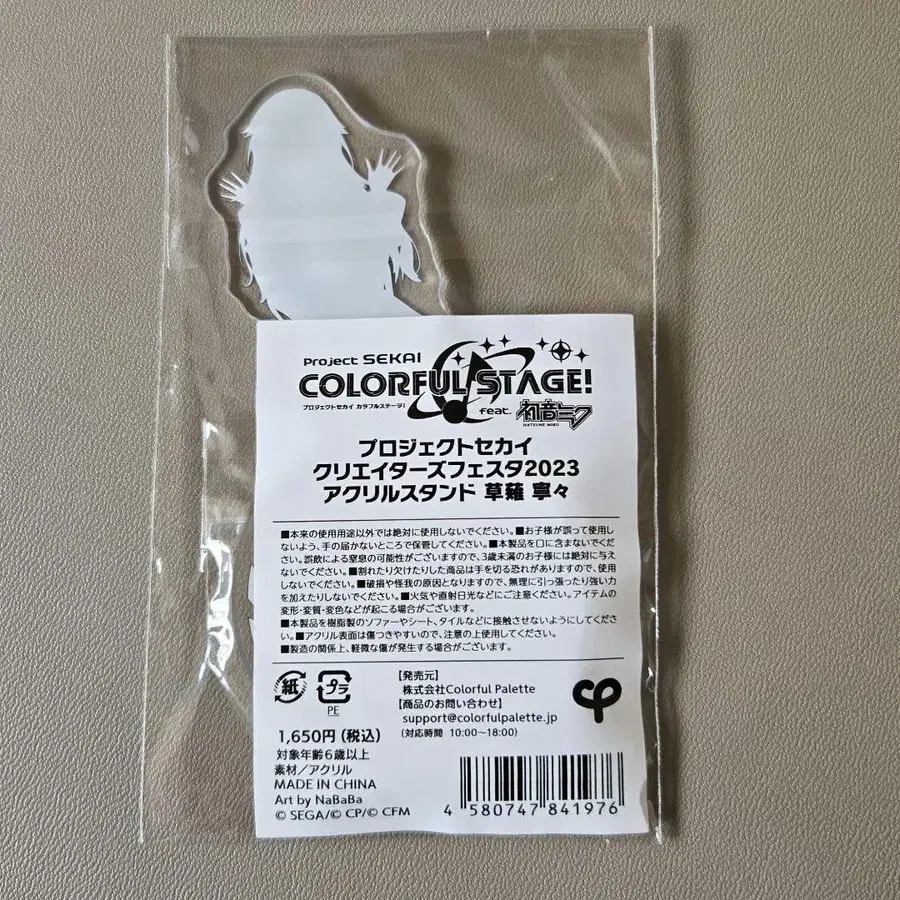 Project SEKAI
COLORFUL STAGE!
プロジェクトセカイ カラフルステージ!
feat. 初音ミク
HATSUNE MIKU
プロジェクトセカイ
クリエイターズフェスタ2023
アクリルスタンド 草薙 寧々
■本来の使用用途以外では絶対に使用しないでください。■お子様が誤って使用し
ないよう、手の届かないところで保管してください。■本製品を口に含まないでくだ
さい。誤飲による窒息の可能性がございますので、3歳未満のお子様には絶対に与え
ないでください。■割れたり欠けたりした商品は手を切る恐れがありますので、使用
しないでください。■破損や怪我の原因となりますので、無理に引っ張ったり強い力
を加えたりしないでください。■火気や直射日光などにご注意ください。アイテムの
変形・変質・変色などが起こる場合がございます。
■本製品を樹脂製のソファーやシート、タイルなどに接触させないようにしてくださ
い。■アクリル表面は傷つきやすいので、注意の上使用してください。
■製造の関係上、軽微な傷が発生する場合がございます。
紙
プラ
PE
【発売元】
株式会社Colorful Palette
【商品のお問い合わせ】
support@colorfulpalette.jp
(対応時間 10:00~18:00)
1,650円(税込)
対象年齢6歳以上
素材/アクリル
MADE IN CHINA
Art by NaBaBa
© SEGA/© CP/© CFM
4 580747 841976